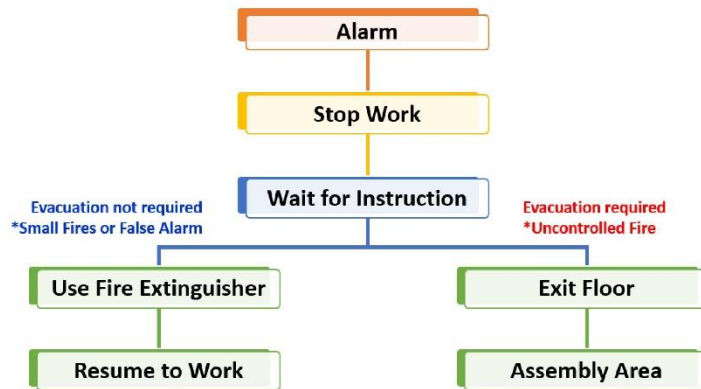 Alarm
Stop Work
Wait for Instruction
Evacuation not required
*Small Fires or False Alarm
Evacuation required
*Uncontrolled Fire
Use Fire Extinguisher
Exit Floor
Resume to Work
Assembly Area